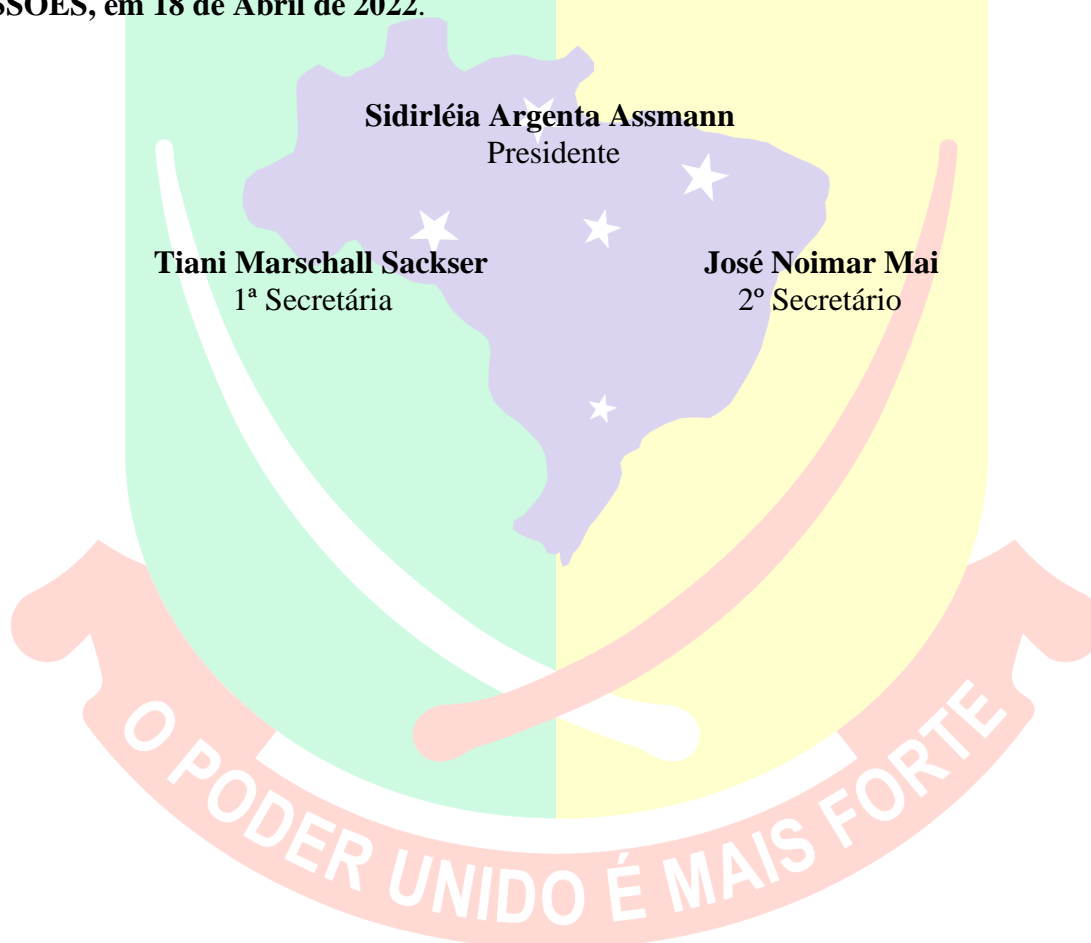 SSÕES, em 18 de Abril de 2022.
Sidirléia Argenta Assmann
Presidente
Tiani Marschall Sackser José Noimar Mai
1ª Secretária 2º Secretário
O PODER UNIDO É MAIS FORTE